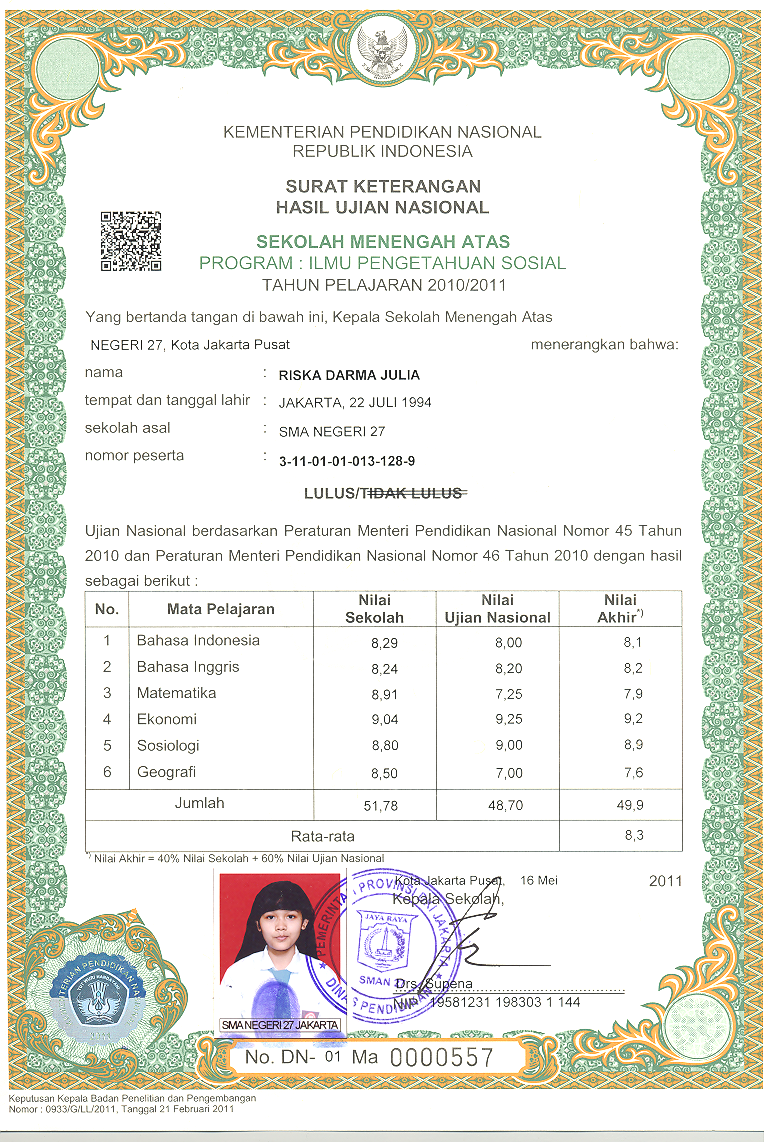 KEMENTERIAN PENDIDIKAN NASIONAL
REPUBLIK INDONESIA
SURAT KETERANGAN
HASIL UJIAN NASIONAL
SEKOLAH MENENGAH ATAS
PROGRAM : ILMU PENGETAHUAN SOSIAL
TAHUN PELAJARAN 2010/2011
Yang bertanda tangan di bawah ini, Kepala Sekolah Menengah Atas
NEGERI 27, Kota Jakarta Pusat menerangkan bahwa:
nama : RISKA DARMA JULIA
tempat dan tanggal lahir : JAKARTA, 22 JULI 1994
sekolah asal : SMA NEGERI 27
nomor peserta : 3-11-01-01-013-128-9
LULUS/TIDAK LULUS
Ujian Nasional berdasarkan Peraturan Menteri Pendidikan Nasional Nomor 45 Tahun
2010 dan Peraturan Menteri Pendidikan Nasional Nomor 46 Tahun 2010 dengan hasil
sebagai berikut :
No. Mata Pelajaran Nilai Sekolah Nilai Ujian Nasional Nilai Akhir*)
1 Bahasa Indonesia 8,29 8,00 8,1
2 Bahasa Inggris 8,24 8,20 8,2
3 Matematika 8,91 7,25 7,9
4 Ekonomi 9,04 9,25 9,2
5 Sosiologi 8,80 9,00 8,9
6 Geografi 8,50 7,00 7,6
Jumlah 51,78 48,70 49,9
Rata-rata 8,3
*) Nilai Akhir = 40% Nilai Sekolah + 60% Nilai Ujian Nasional
Kota Jakarta Pusat, 16 Mei 2011
Kepala Sekolah,
JAYA RAYA
SMAN 27
DINAS PENDIDIKAN
Drs. Supena
NIP. 19581231 198303 1 144
SMA NEGERI 27 JAKARTA
No. DN- 01 Ma 0000557
Keputusan Kepala Badan Penelitian dan Pengembangan
Nomor : 0933/G/LL/2011, Tanggal 21 Februari 2011